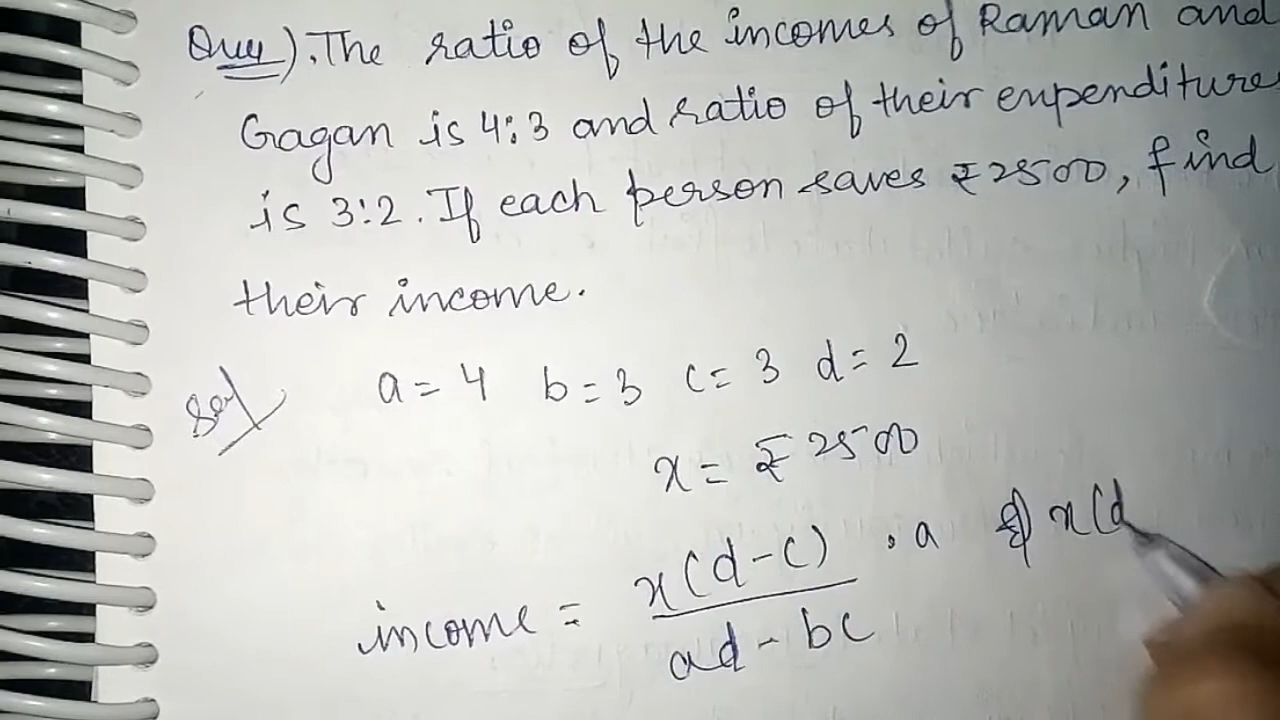 Ques). The ratio of the incomes of Raman and
Gagan is 4:3 and ratio of their expenditure
is 3:2. If each person saves ₹2500, find
their income.
Sol a = 4 b = 3 c = 3 d = 2
x = ₹ 2500
income = x(d-c)/ad-bc . a & x(d